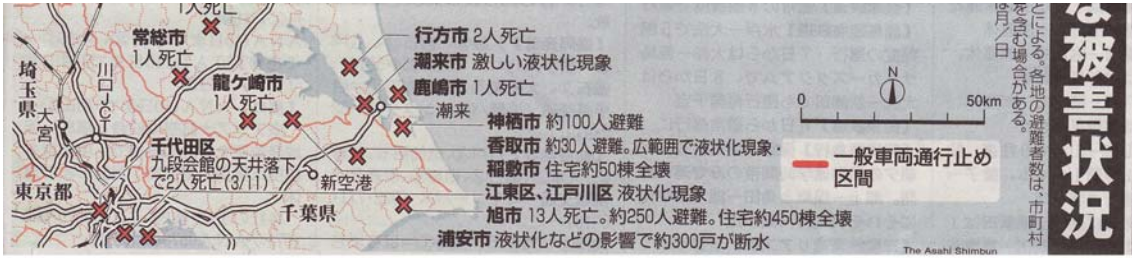 な被害状況
とによる。各地の避難者数は、市町村
を含む場合がある。
は月/日
1人死亡
常総市
1人死亡
龍ケ崎市
1人死亡
埼玉県
川口JCT
大宮
千代田区
九段会館の天井落下
で2人死亡(3/11)
東京都
新空港
千葉県
潮来
行方市 2人死亡
潮来市 激しい液状化現象
鹿嶋市 1人死亡
神栖市 約100人避難
香取市 約30人避難。広範囲で液状化現象・
稲敷市 住宅約50棟全壊
江東区、江戸川区 液状化現象
旭市 13人死亡。約250人避難。住宅約450棟全壊
浦安市 液状化などの影響で約300戸が断水
N
0 50km
一般車両通行止め
区間
The Asahi Shimbun